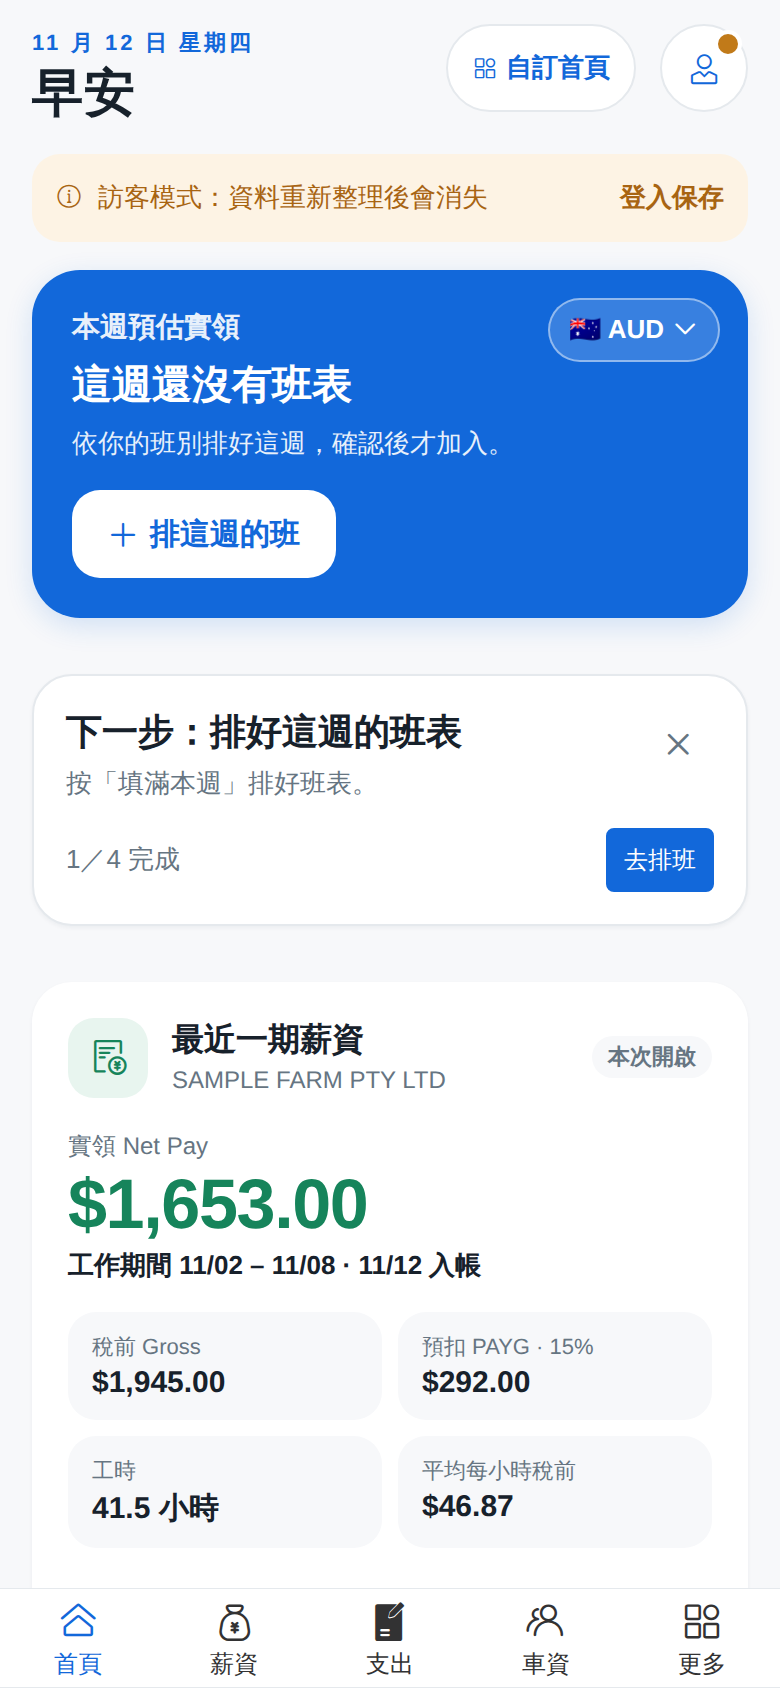 11 月 12 日 星期四
早安
自訂首頁
訪客模式：資料重新整理後會消失
登入保存
本週預估實領
AUD
這週還沒有班表
依你的班別排好這週，確認後才加入。
排這週的班
下一步：排好這週的班表
按「填滿本週」排好班表。
1／4 完成
去排班
最近一期薪資
SAMPLE FARM PTY LTD
本次開啟
實領 Net Pay
$1,653.00
工作期間 11/02 – 11/08 · 11/12 入帳
稅前 Gross
$1,945.00
預扣 PAYG · 15%
$292.00
工時
41.5 小時
平均每小時稅前
$46.87
首頁
薪資
支出
車資
更多